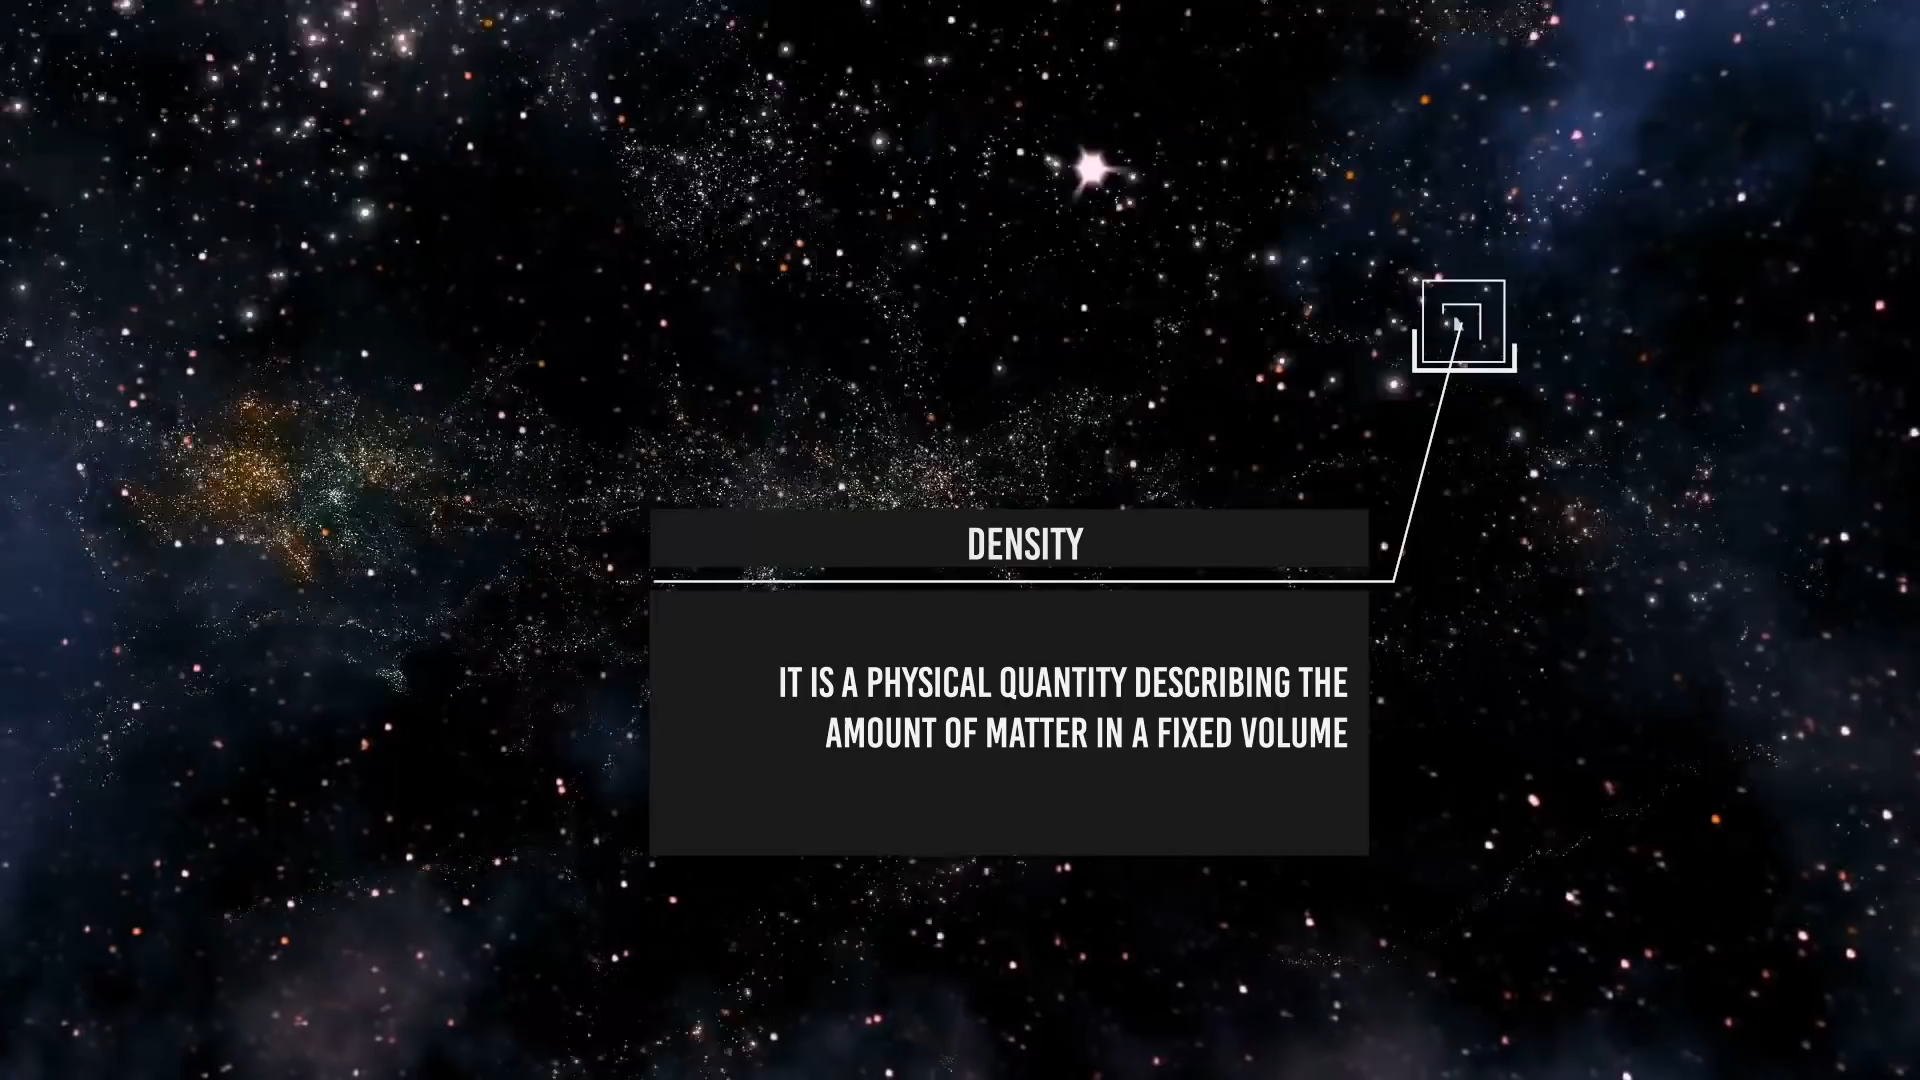 DENSITY
IT IS A PHYSICAL QUANTITY DESCRIBING THE
AMOUNT OF MATTER IN A FIXED VOLUME